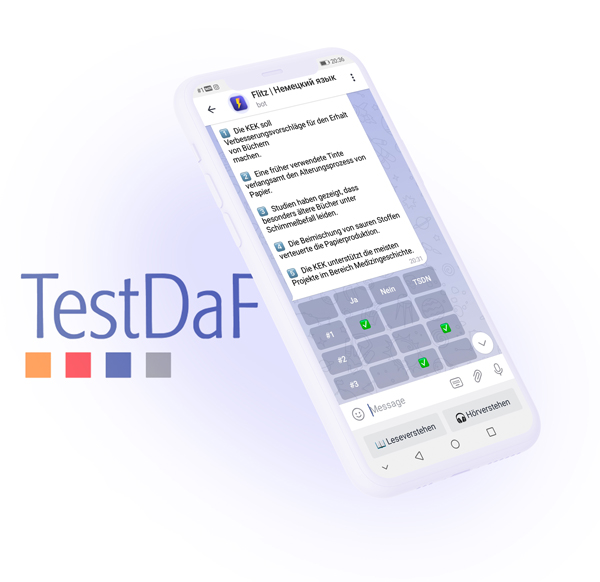 20:36
Flitz | Немецкий язык
bot
1 Die KEK soll
Verbesserungsvorschläge für den Erhalt
von Büchern
machen.
2 Eine früher verwendete Tinte
verlangsamt den Alterungsprozess von
Papier.
3 Studien haben gezeigt, dass
besonders ältere Bücher unter
Schimmelbefall leiden.
4 Die Beimischung von sauren Stoffen
verteuerte die Papierproduktion.
5 Die KEK unterstützt die meisten
Projekte im Bereich Medizingeschichte.
20:31
TestDaF
Ja Nein TSDN
#1
#2
#3
Message
Leseverstehen Hörverstehen